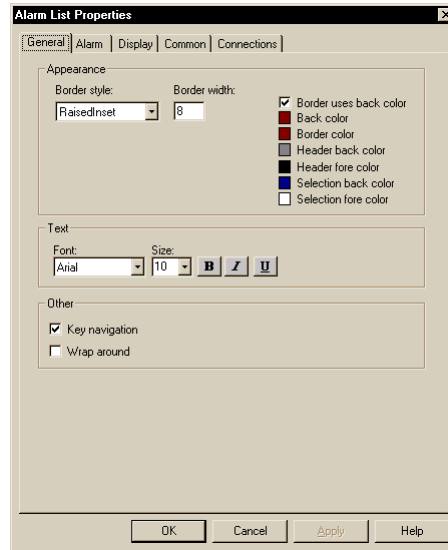 Alarm List Properties
General Alarm Display Common Connections
Appearance
Border style: Border width:
RaisedInset 8
Border uses back color
Back color
Border color
Header back color
Header fore color
Selection back color
Selection fore color
Text
Font: Size:
Arial 10 B I U
Other
Key navigation
Wrap around
OK Cancel Apply Help